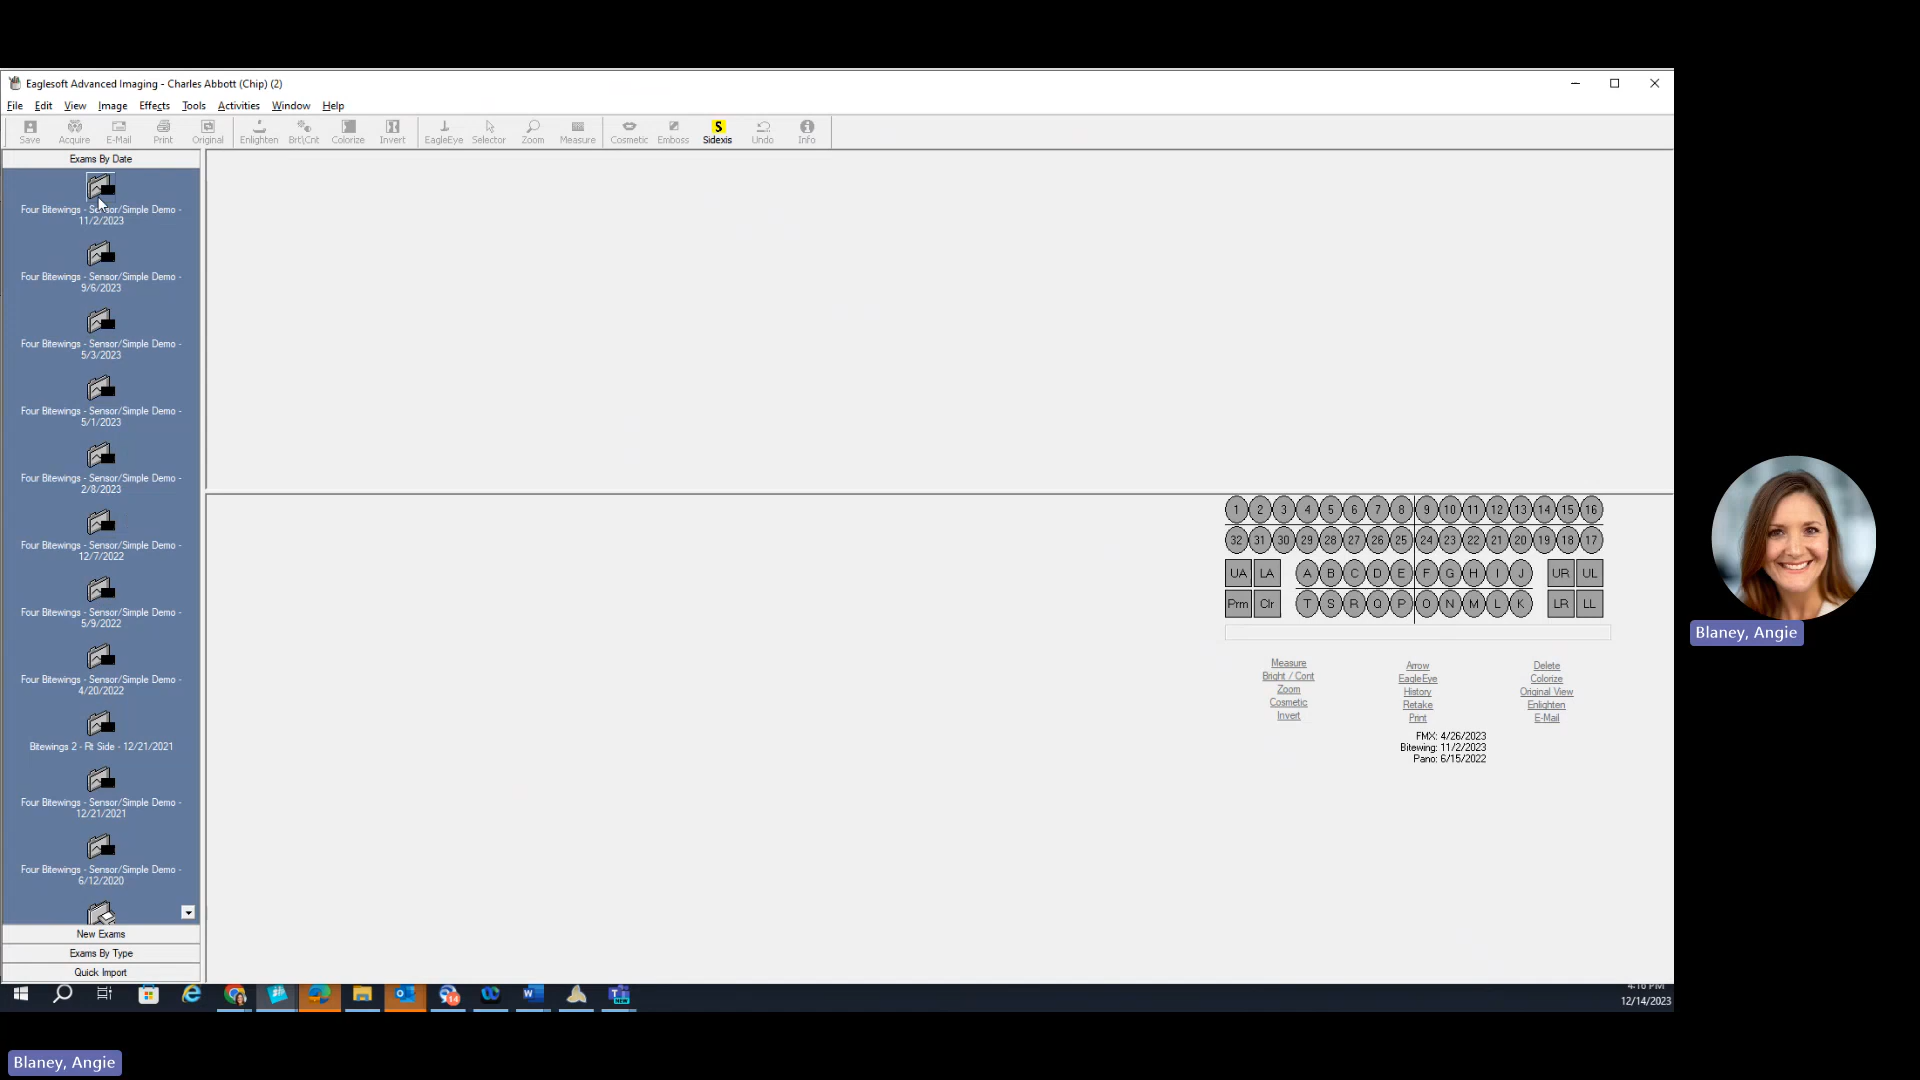 Eaglesoft Advanced Imaging - Charles Abbott (Chip) (2)
File Edit View Image Effects Tools Activities Window Help
Save Acquire E-Mail Print Original Enlighten Brt\Cnt Colorize Invert EagleEye Selector Zoom Measure Cosmetic Emboss Sidexis Undo Info
Exams By Date
Four Bitewings - Sensor/Simple Demo -
11/2/2023
Four Bitewings - Sensor/Simple Demo -
9/6/2023
Four Bitewings - Sensor/Simple Demo -
5/3/2023
Four Bitewings - Sensor/Simple Demo -
5/1/2023
Four Bitewings - Sensor/Simple Demo -
2/8/2023
Four Bitewings - Sensor/Simple Demo -
12/7/2022
Four Bitewings - Sensor/Simple Demo -
5/9/2022
Four Bitewings - Sensor/Simple Demo -
4/20/2022
Bitewings 2 - Rt Side - 12/21/2021
Four Bitewings - Sensor/Simple Demo -
12/21/2021
Four Bitewings - Sensor/Simple Demo -
6/12/2020
New Exams
Exams By Type
Quick Import
1 2 3 4 5 6 7 8 9 10 11 12 13 14 15 16
32 31 30 29 28 27 26 25 24 23 22 21 20 19 18 17
UA LA A B C D E F G H I J UR UL
Prm Clr T S R Q P O N M L K LR LL
Measure Arrow Delete
Bright / Cont EagleEye Colorize
Zoom History Original View
Cosmetic Retake Enlighten
Invert Print E-Mail
FMX: 4/26/2023
Bitewing: 11/2/2023
Pano: 6/15/2022
S
14
W
NEW
4:16 PM
12/14/2023
Blaney, Angie
Blaney, Angie